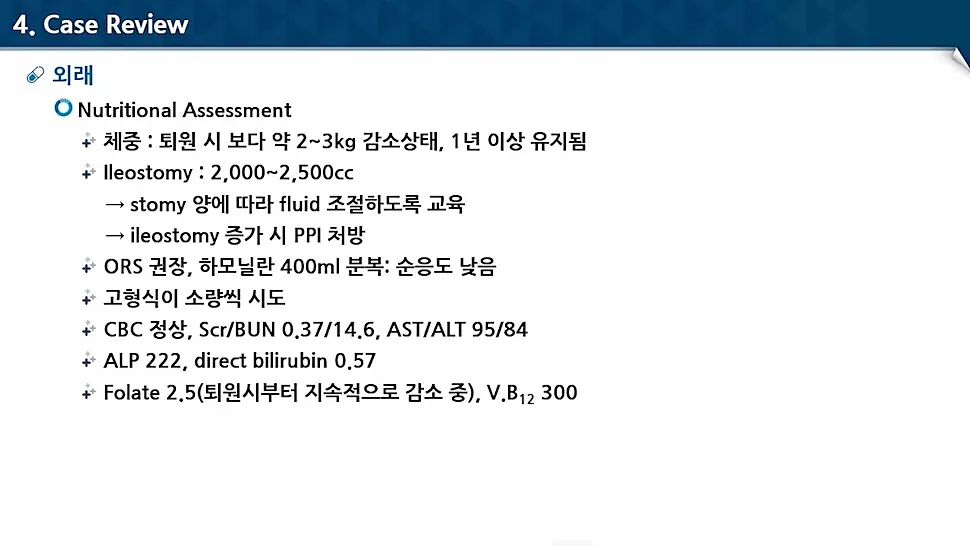 4. Case Review
외래
Nutritional Assessment
체중 : 퇴원 시 보다 약 2~3kg 감소상태, 1년 이상 유지됨
Ileostomy : 2,000~2,500cc
→ stomy 양에 따라 fluid 조절하도록 교육
→ ileostomy 증가 시 PPI 처방
ORS 권장, 하모닐란 400ml 분복: 순응도 낮음
고형식이 소량씩 시도
CBC 정상, Scr/BUN 0.37/14.6, AST/ALT 95/84
ALP 222, direct bilirubin 0.57
Folate 2.5(퇴원시부터 지속적으로 감소 중), V.B₁₂ 300